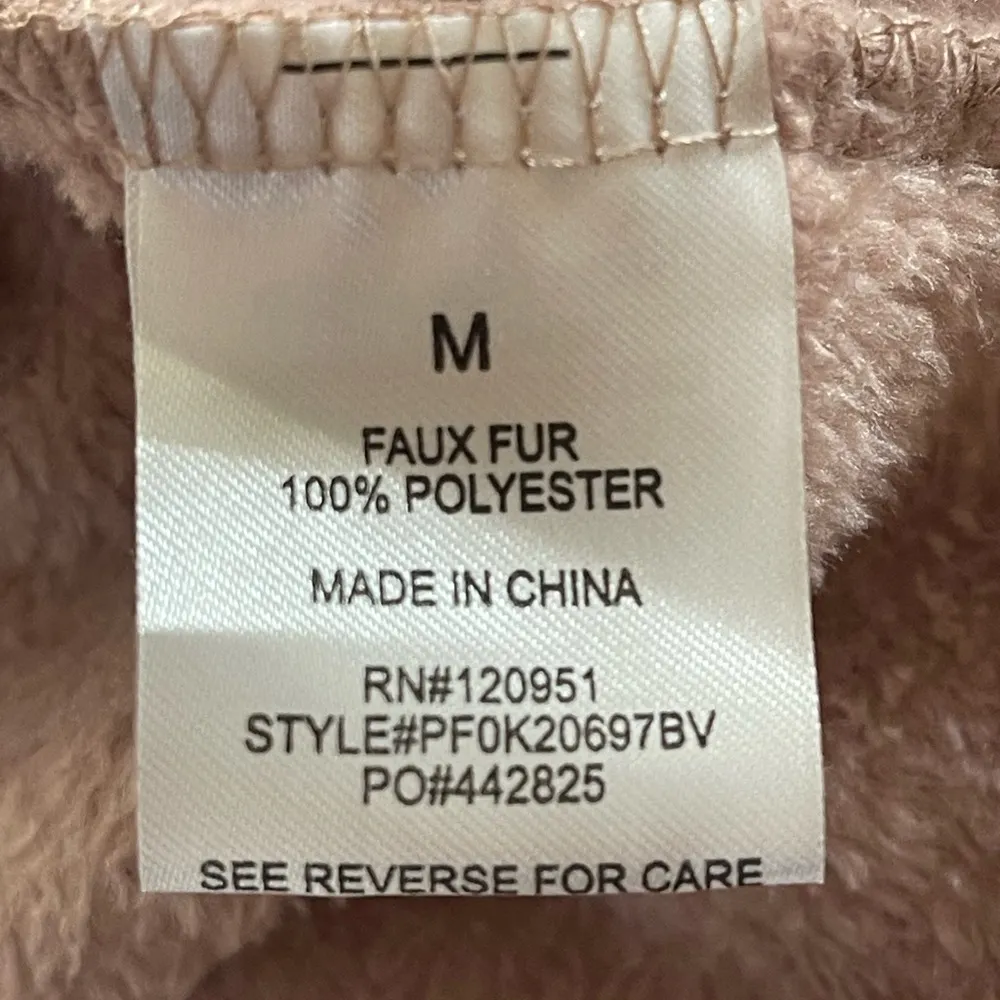 M
FAUX FUR
100% POLYESTER
MADE IN CHINA
RN#120951
STYLE#PF0K20697BV
PO#442825
SEE REVERSE FOR CARE